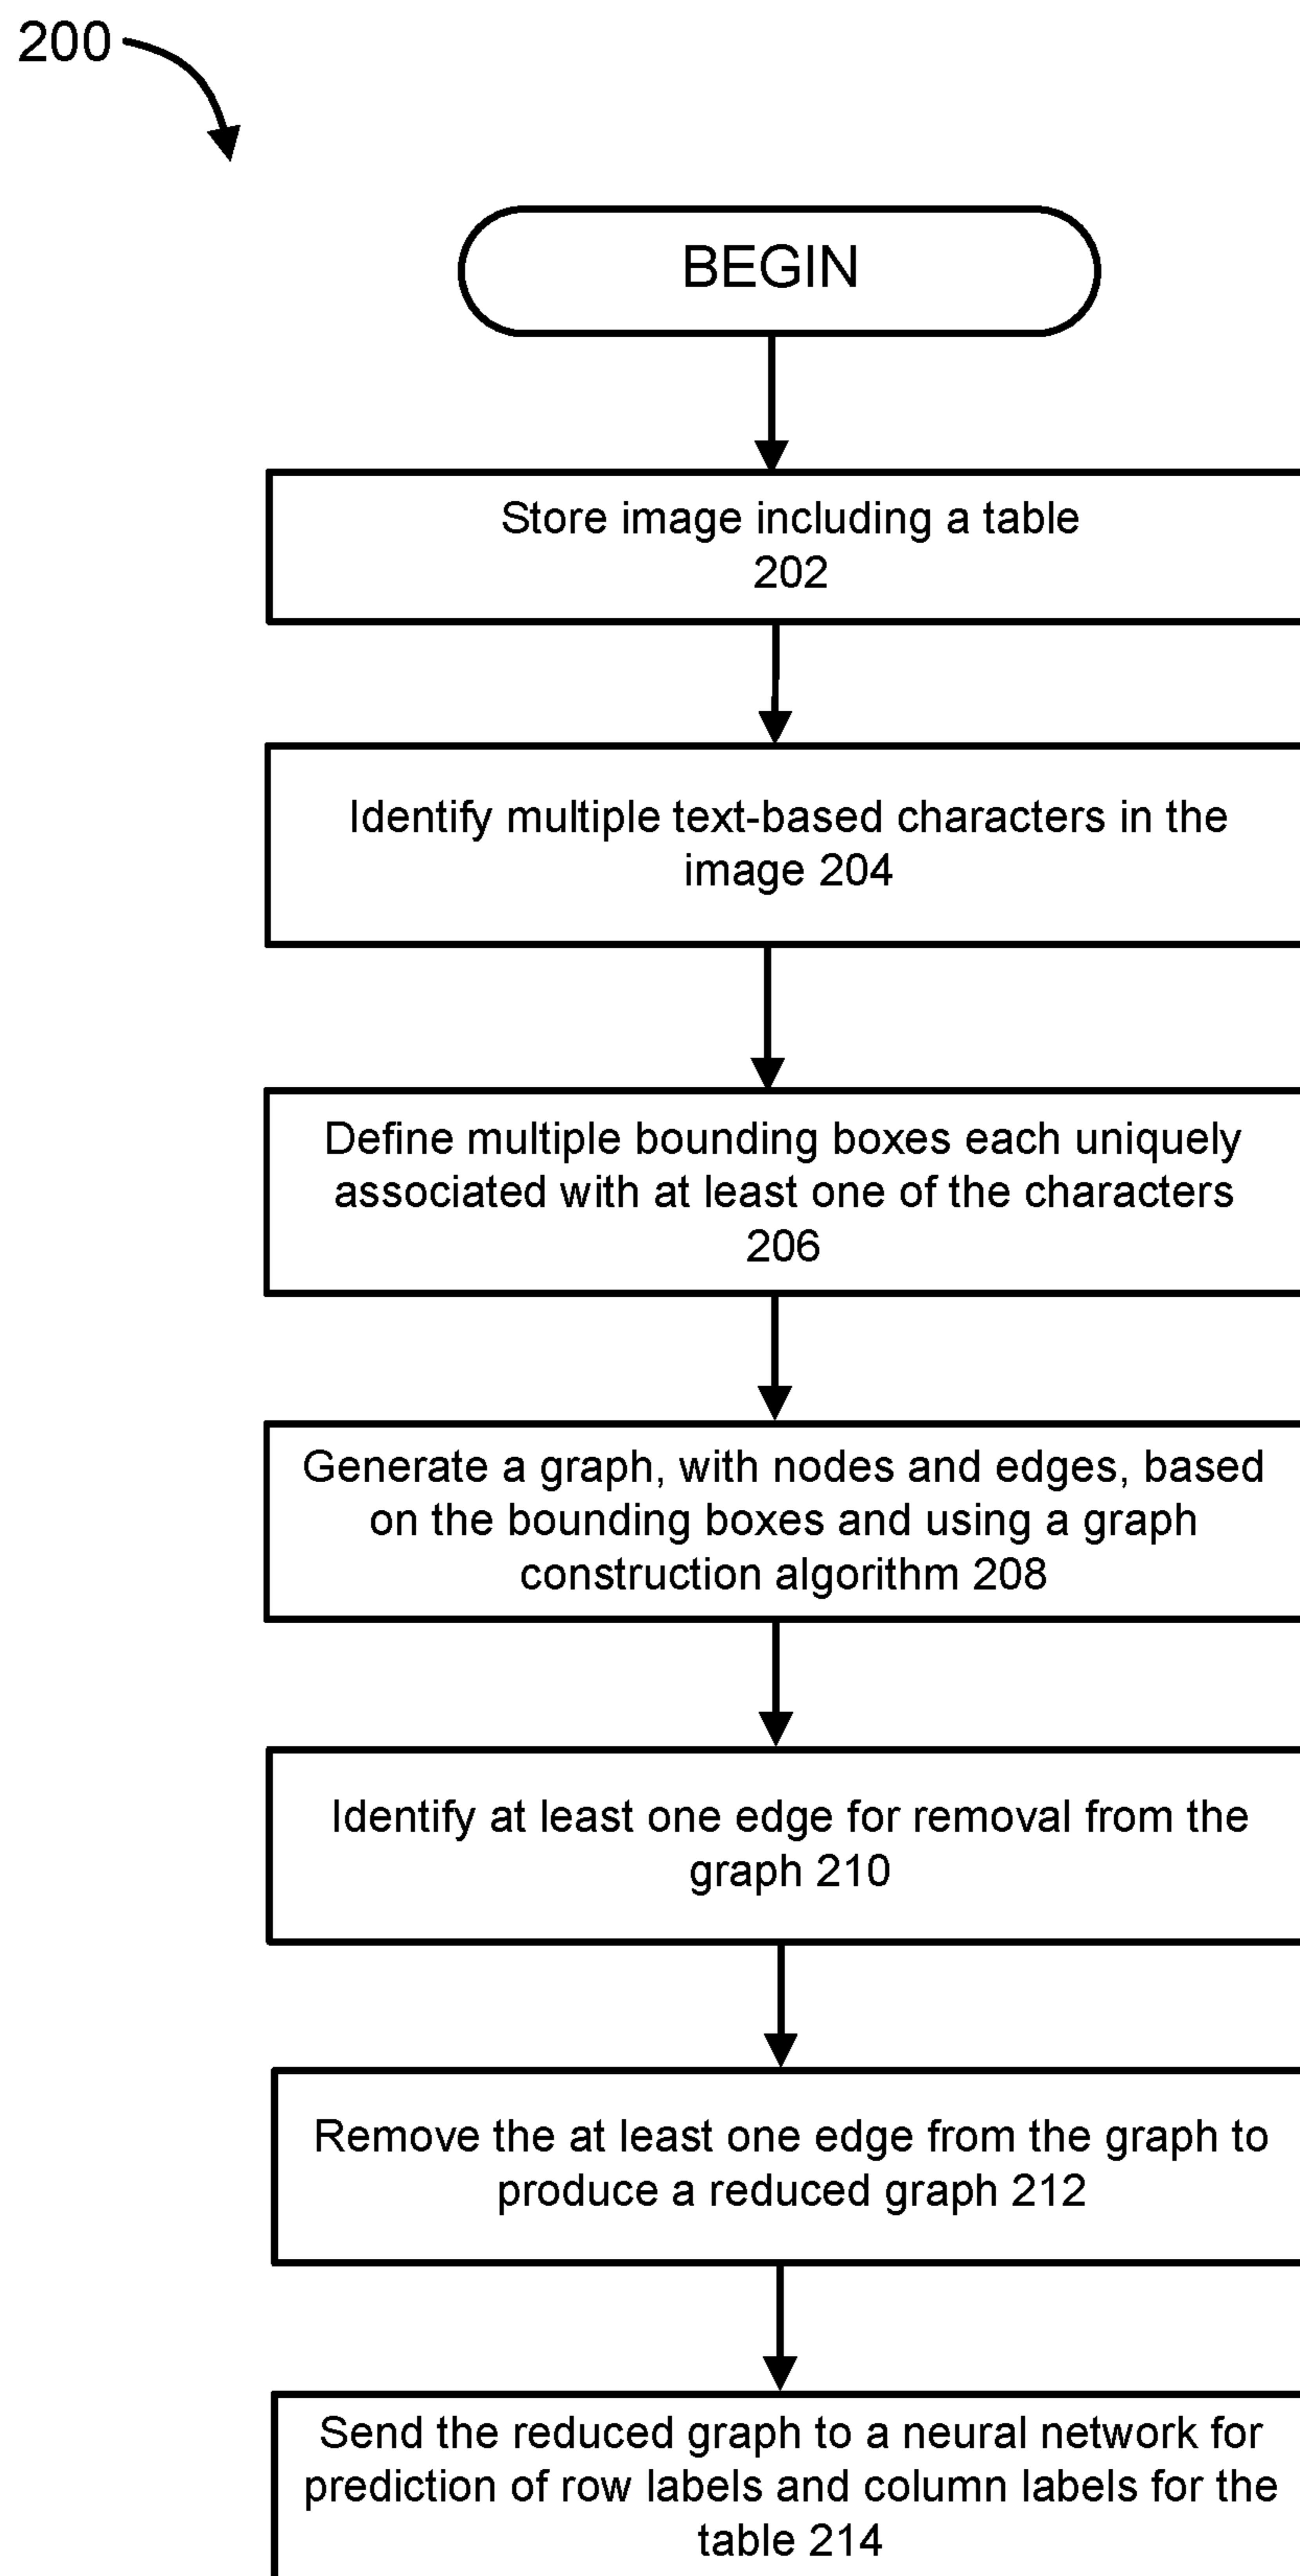 200
BEGIN
Store image including a table
202
Identify multiple text-based characters in the
image 204
Define multiple bounding boxes each uniquely
associated with at least one of the characters
206
Generate a graph, with nodes and edges, based
on the bounding boxes and using a graph
construction algorithm 208
Identify at least one edge for removal from the
graph 210
Remove the at least one edge from the graph to
produce a reduced graph 212
Send the reduced graph to a neural network for
prediction of row labels and column labels for the
table 214